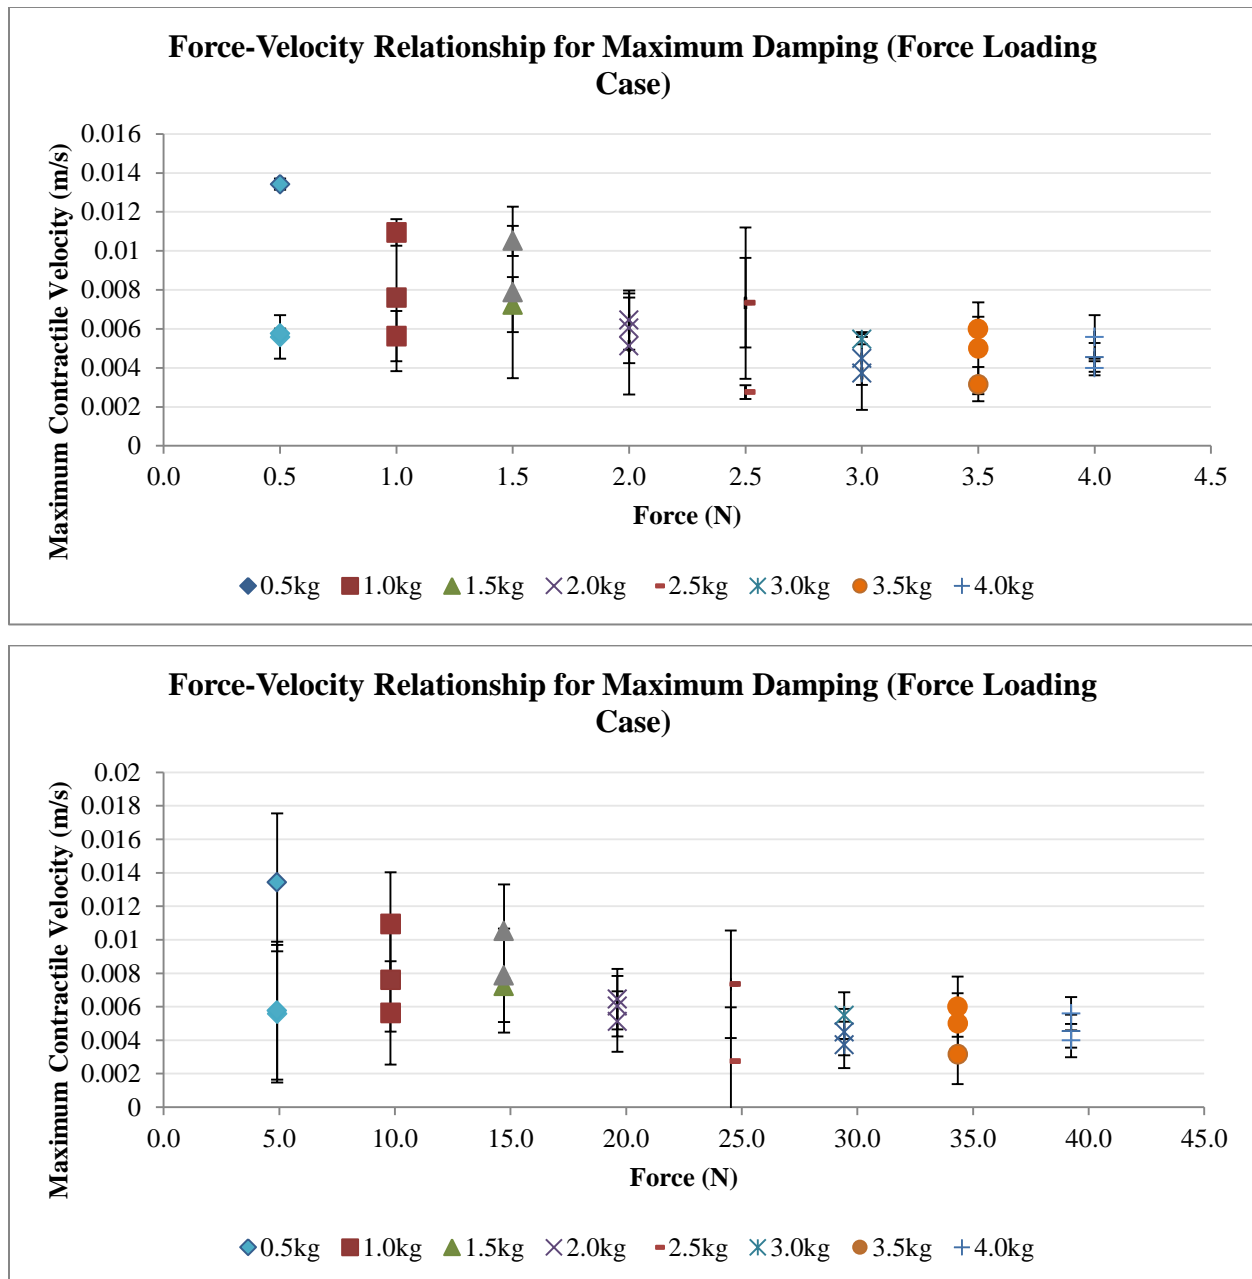 Force-Velocity Relationship for Maximum Damping (Force Loading
Case)
Maximum Contractile Velocity (m/s)
0.016
0.014
0.012
0.01
0.008
0.006
0.004
0.002
0
0.0 0.5 1.0 1.5 2.0 2.5 3.0 3.5 4.0 4.5
Force (N)
0.5kg 1.0kg 1.5kg 2.0kg 2.5kg 3.0kg 3.5kg 4.0kg
Force-Velocity Relationship for Maximum Damping (Force Loading
Case)
Maximum Contractile Velocity (m/s)
0.02
0.018
0.016
0.014
0.012
0.01
0.008
0.006
0.004
0.002
0
0.0 5.0 10.0 15.0 20.0 25.0 30.0 35.0 40.0 45.0
Force (N)
0.5kg 1.0kg 1.5kg 2.0kg 2.5kg 3.0kg 3.5kg 4.0kg